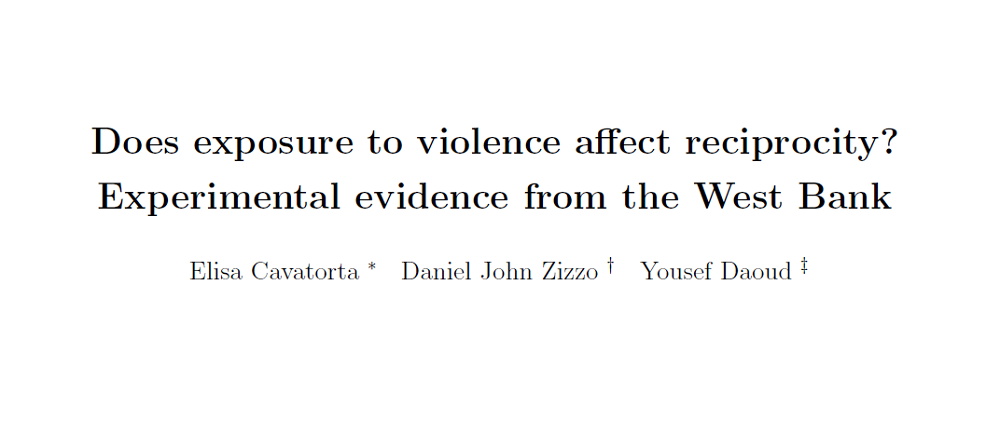 Does exposure to violence affect reciprocity?
Experimental evidence from the West Bank
Elisa Cavatorta * Daniel John Zizzo † Yousef Daoud ‡